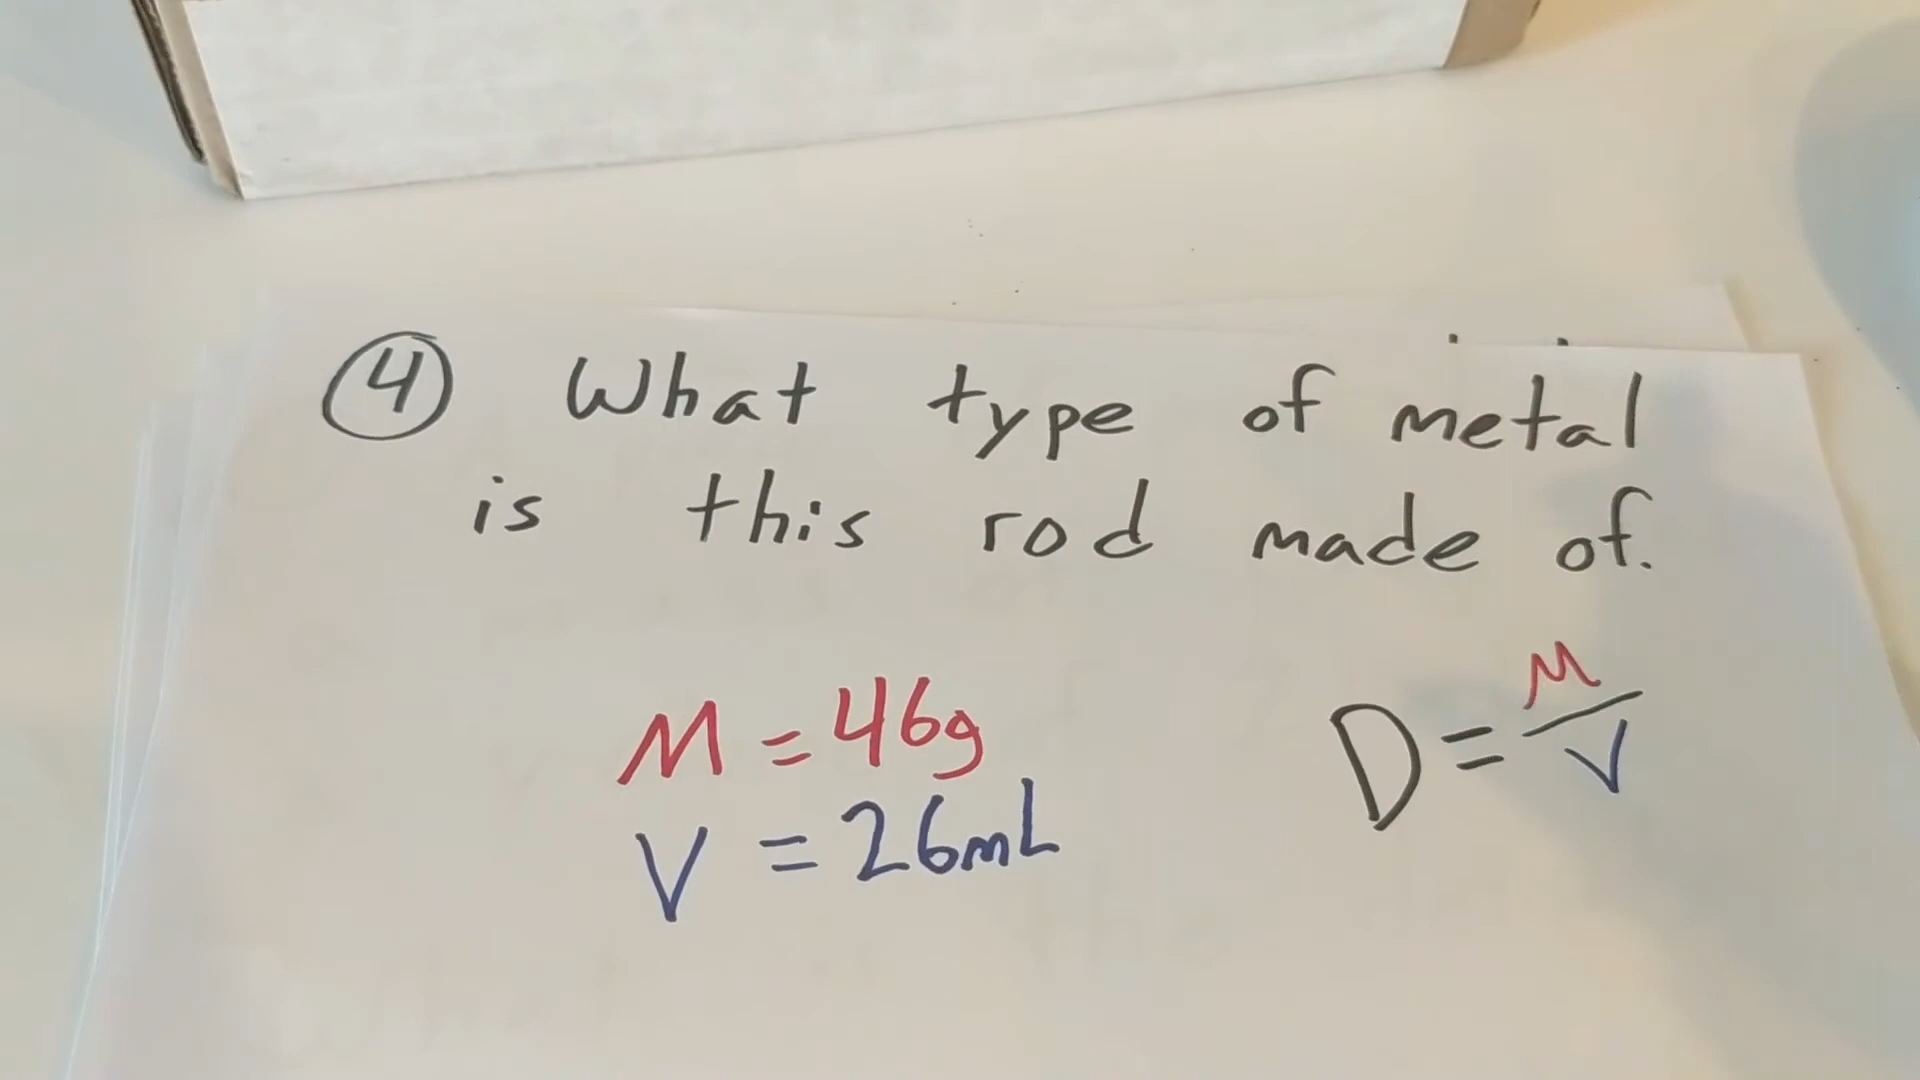 4 What type of metal
is this rod made of.
M = 46g
V = 26mL
D = M/V